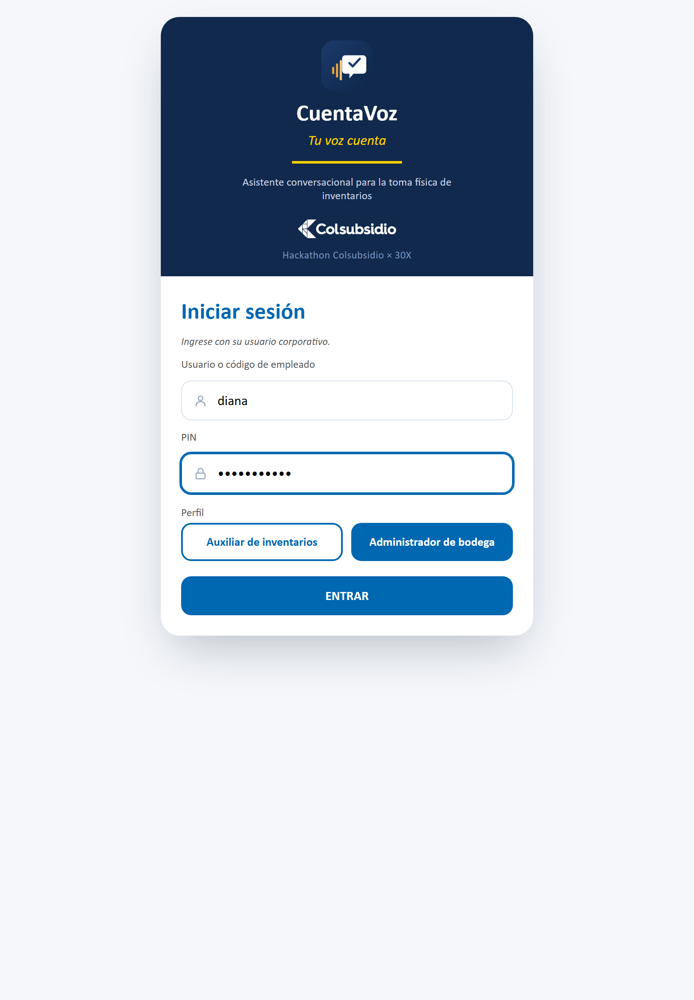 CuentaVoz
Tu voz cuenta
Asistente conversacional para la toma física de
inventarios
Colsubsidio
Hackathon Colsubsidio × 30X
Iniciar sesión
Ingrese con su usuario corporativo.
Usuario o código de empleado
diana
PIN
•••••••••••
Perfil
Auxiliar de inventarios
Administrador de bodega
ENTRAR